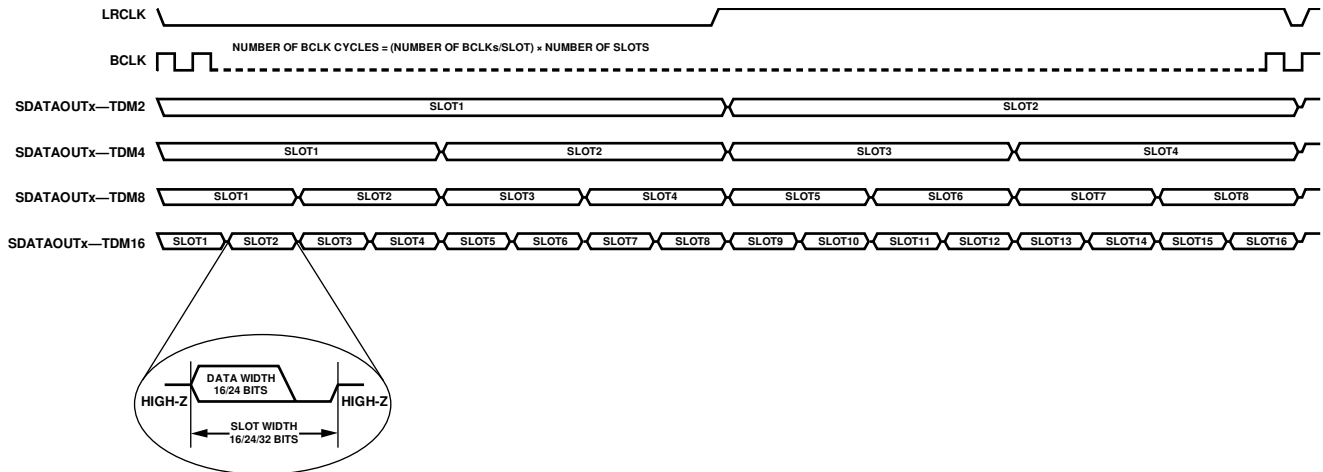 LRCLK
BCLK
NUMBER OF BCLK CYCLES = (NUMBER OF BCLKs/SLOT) × NUMBER OF SLOTS
SDATAOUTx—TDM2
SLOT1
SLOT2
SDATAOUTx—TDM4
SLOT1
SLOT2
SLOT3
SLOT4
SDATAOUTx—TDM8
SLOT1
SLOT2
SLOT3
SLOT4
SLOT5
SLOT6
SLOT7
SLOT8
SDATAOUTx—TDM16
SLOT1
SLOT2
SLOT3
SLOT4
SLOT5
SLOT6
SLOT7
SLOT8
SLOT9
SLOT10
SLOT11
SLOT12
SLOT13
SLOT14
SLOT15
SLOT16
DATA WIDTH
16/24 BITS
HIGH-Z
HIGH-Z
SLOT WIDTH
16/24/32 BITS